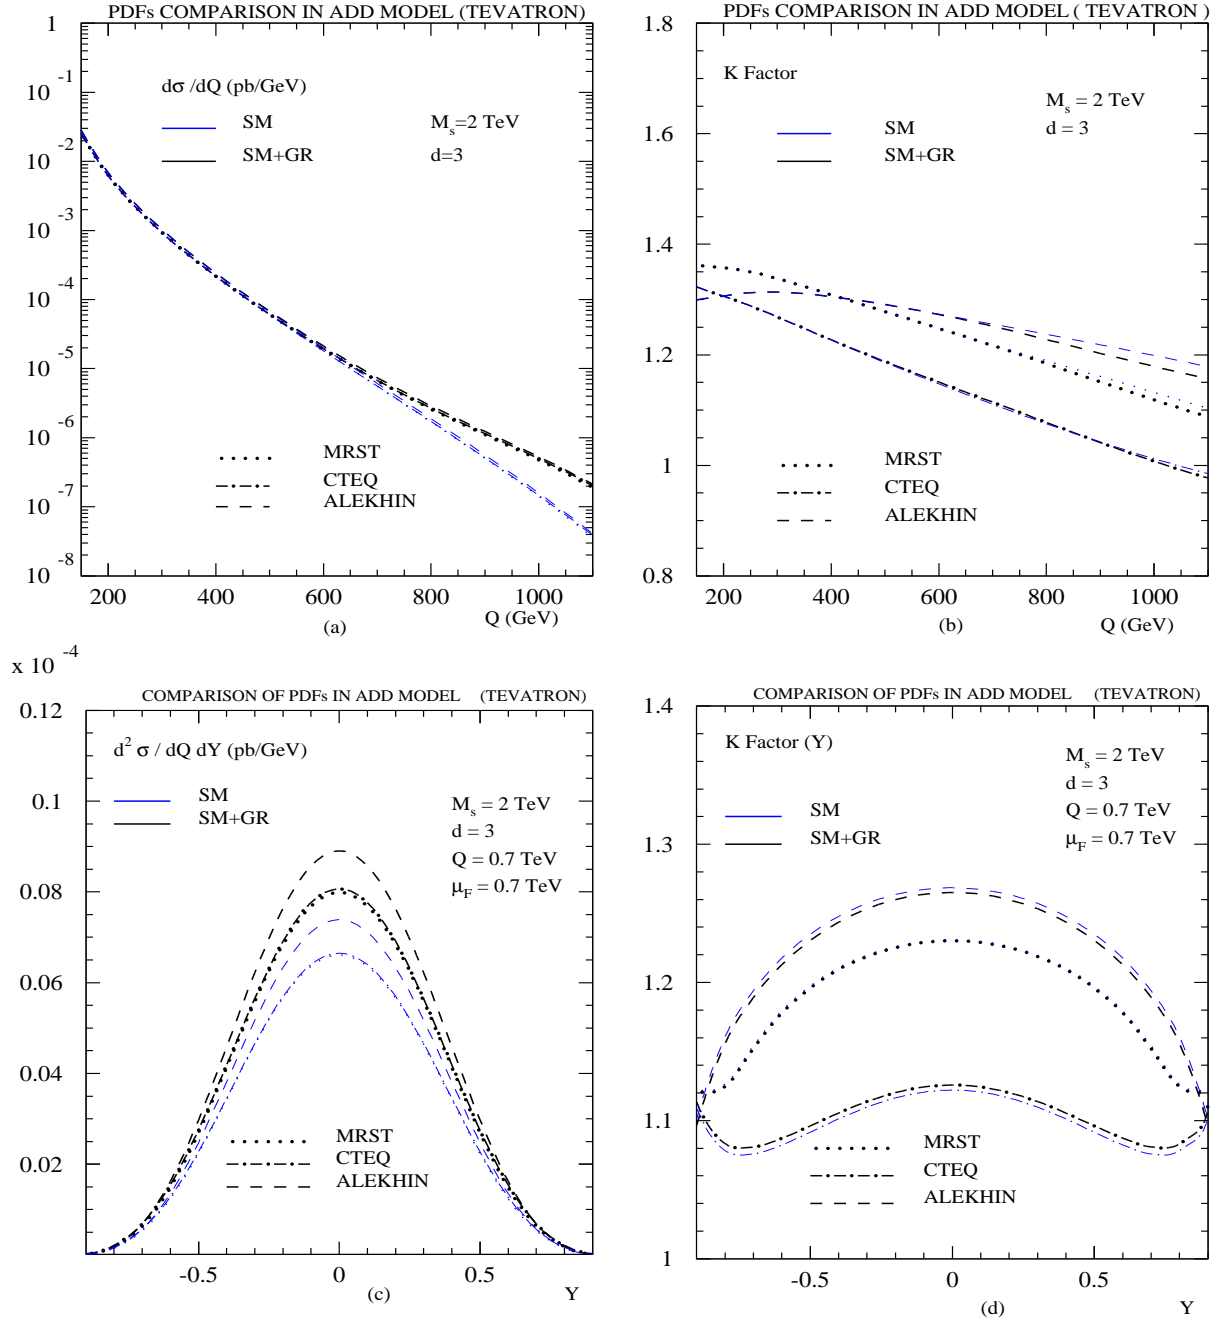 PDFs COMPARISON IN ADD MODEL (TEVATRON)
1
10 -1
10 -2
10 -3
10 -4
10 -5
10 -6
10 -7
10 -8
dσ /dQ (pb/GeV)
SM
SM+GR
M_s=2 TeV
d=3
MRST
CTEQ
ALEKHIN
200 400 600 800 1000
Q (GeV)
(a)
PDFs COMPARISON IN ADD MODEL ( TEVATRON )
1.8
1.6
1.4
1.2
1
0.8
K Factor
M_s = 2 TeV
d = 3
SM
SM+GR
MRST
CTEQ
ALEKHIN
200 400 600 800 1000
Q (GeV)
(b)
x 10 -4
COMPARISON OF PDFs IN ADD MODEL (TEVATRON)
0.12
0.1
0.08
0.06
0.04
0.02
d² σ / dQ dY (pb/GeV)
SM
SM+GR
M_s = 2 TeV
d = 3
Q = 0.7 TeV
μ_F = 0.7 TeV
MRST
CTEQ
ALEKHIN
-0.5 0 0.5
Y
(c)
COMPARISON OF PDFs IN ADD MODEL (TEVATRON)
1.4
1.3
1.2
1.1
1
K Factor (Y)
M_s = 2 TeV
d = 3
Q = 0.7 TeV
μ_F = 0.7 TeV
SM
SM+GR
MRST
CTEQ
ALEKHIN
-0.5 0 0.5
Y
(d)